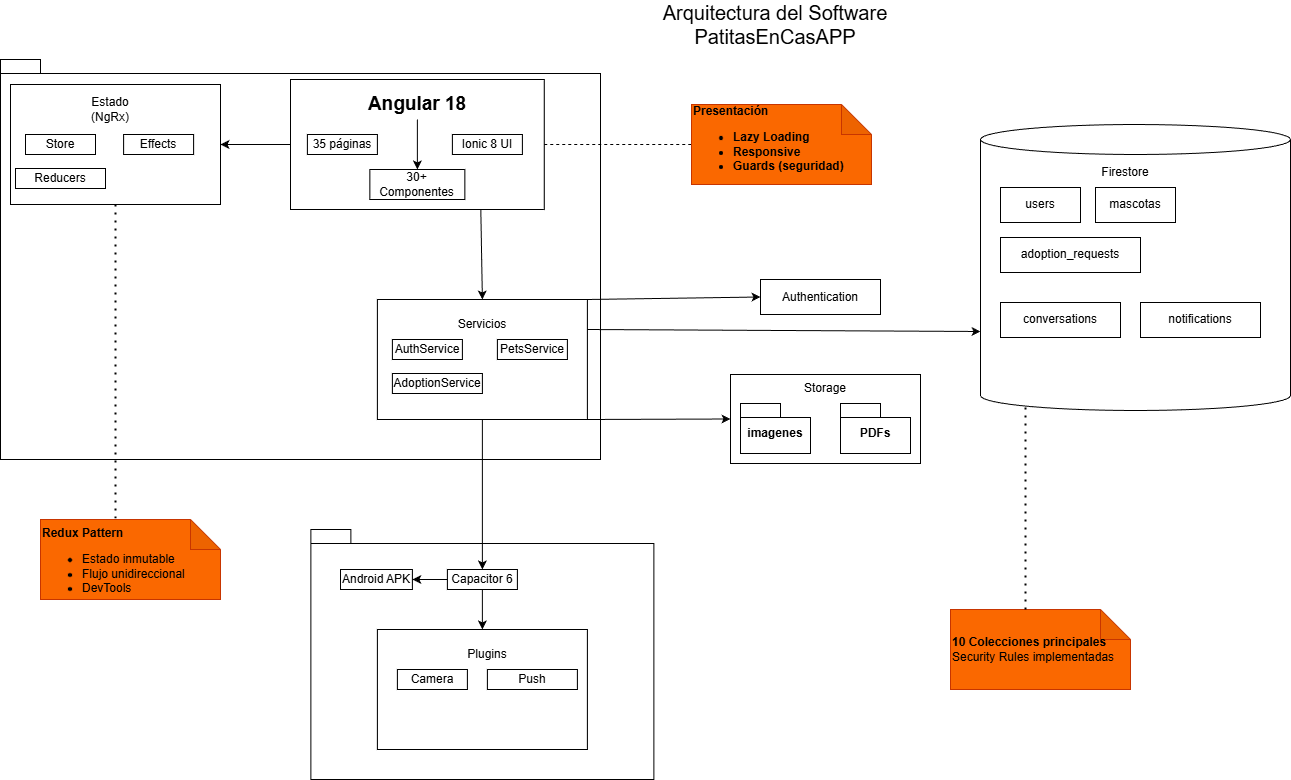 Arquitectura del Software
PatitasEnCasAPP
Estado
(NgRx)
Store
Effects
Reducers
Angular 18
35 páginas
Ionic 8 UI
30+
Componentes
Presentación
Lazy Loading
Responsive
Guards (seguridad)
Firestore
users
mascotas
adoption_requests
conversations
notifications
Servicios
AuthService
PetsService
AdoptionService
Authentication
Storage
imagenes
PDFs
Redux Pattern
Estado inmutable
Flujo unidireccional
DevTools
Android APK
Capacitor 6
Plugins
Camera
Push
10 Colecciones principales
Security Rules implementadas